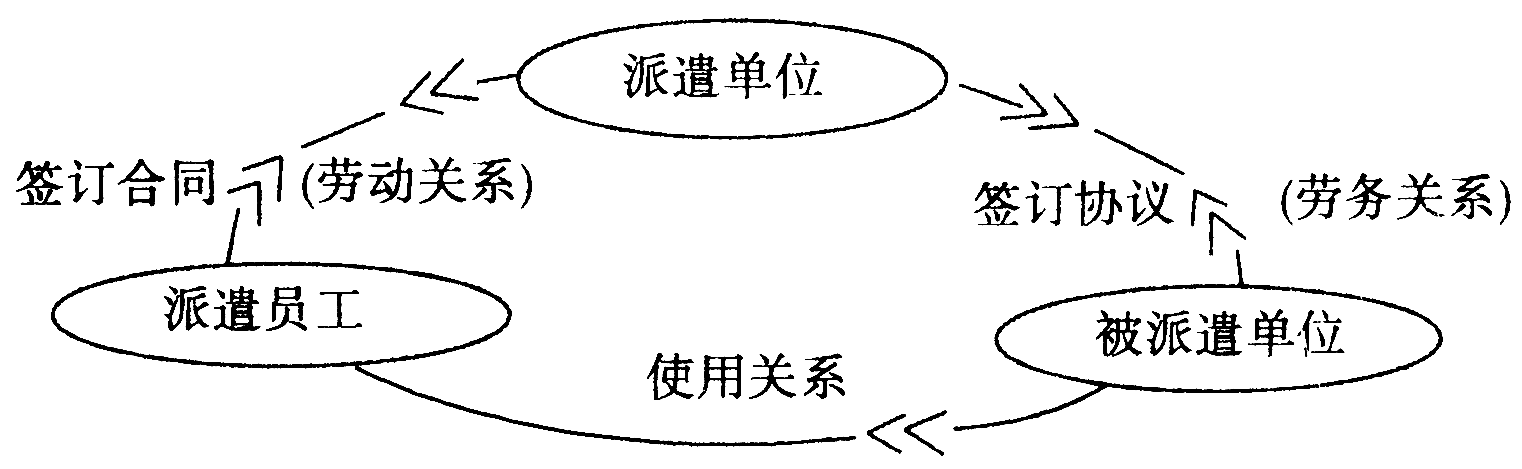 派遣单位
签订合同
(劳动关系)
签订协议
(劳务关系)
派遣员工
被派遣单位
使用关系